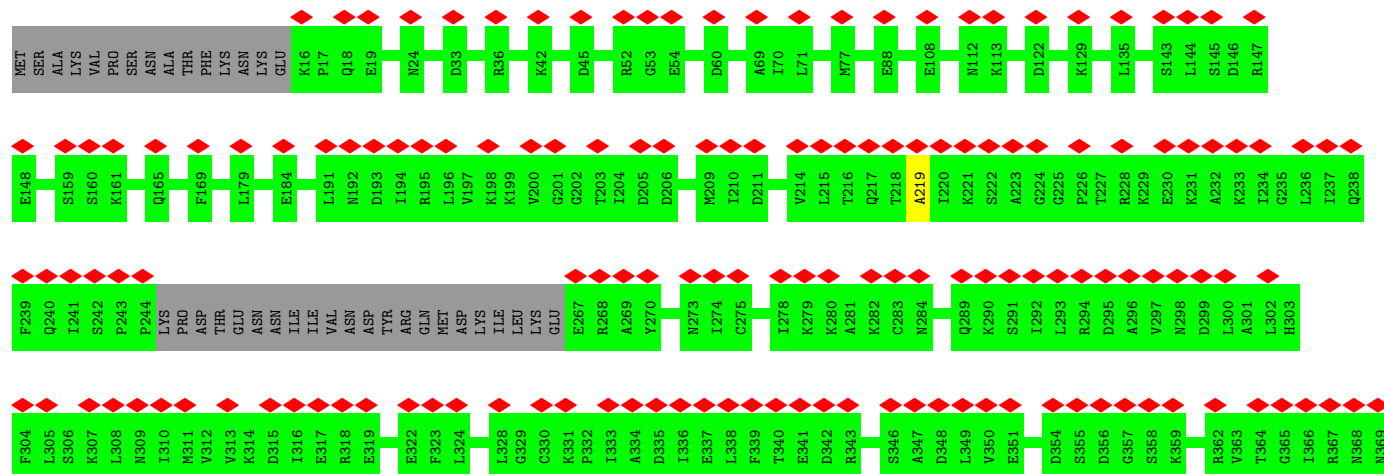 MET SER ALA LYS VAL PRO SER ASN ALA THR PHE LYS ASN LYS GLU K16 P17 Q18 E19 N24 D33 R36 K42 D45 R52 G53 E54 D60 A69 I70 L71 M77 E88 E108 N112 K113 D122 K129 L135 S143 L144 S145 D146 R147
E148 S159 S160 K161 Q165 F169 L179 E184 L191 N192 D193 I194 R195 L196 V197 K198 K199 V200 G201 G202 T203 I204 D205 D206 M209 I210 D211 V214 L215 T216 Q217 T218 A219 I220 K221 S222 A223 G224 G225 P226 T227 R228 K229 E230 K231 A232 K233 I234 G235 L236 I237 Q238
F239 Q240 I241 S242 P243 P244 LYS PRO ASP THR GLU ASN ASN ILE ILE VAL ASN ASP TYR ARG GLN MET ASP LYS ILE LEU LYS GLU E267 R268 A269 Y270 N273 I274 C275 I278 K279 K280 A281 K282 C283 N284 Q289 K290 S291 I292 L293 R294 D295 A296 V297 N298 D299 L300 A301 L302 H303
F304 L305 S306 K307 L308 N309 I310 M311 V312 V313 K314 D315 I316 E317 R318 E319 E322 F323 L324 L328 G329 C330 K331 P332 I333 A334 D335 I336 E337 L338 F339 T340 E341 D342 R343 S346 A347 D348 L349 V350 E351 D354 S355 D356 G357 S358 K359 R362 V363 T364 G365 I366 R367 N368 N369